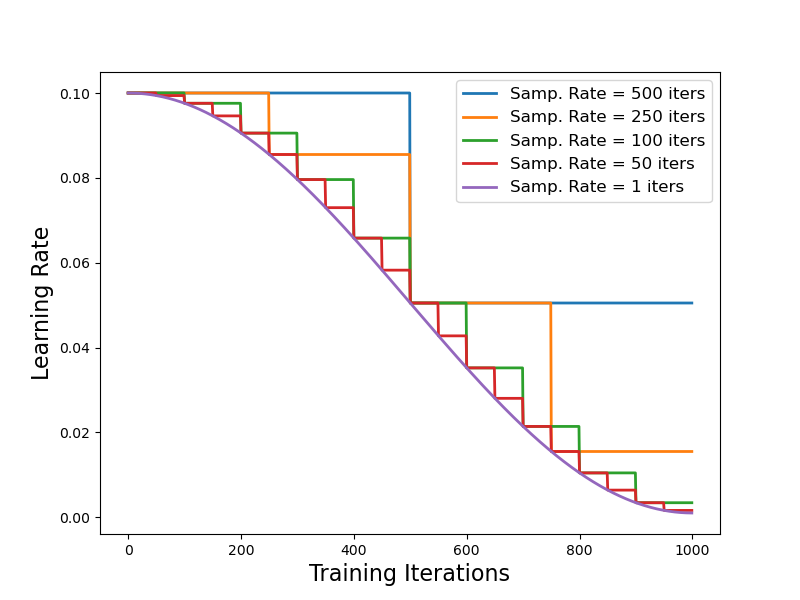 0.10
0.08
0.06
0.04
0.02
0.00
Learning Rate
Samp. Rate = 500 iters
Samp. Rate = 250 iters
Samp. Rate = 100 iters
Samp. Rate = 50 iters
Samp. Rate = 1 iters
0 200 400 600 800 1000
Training Iterations